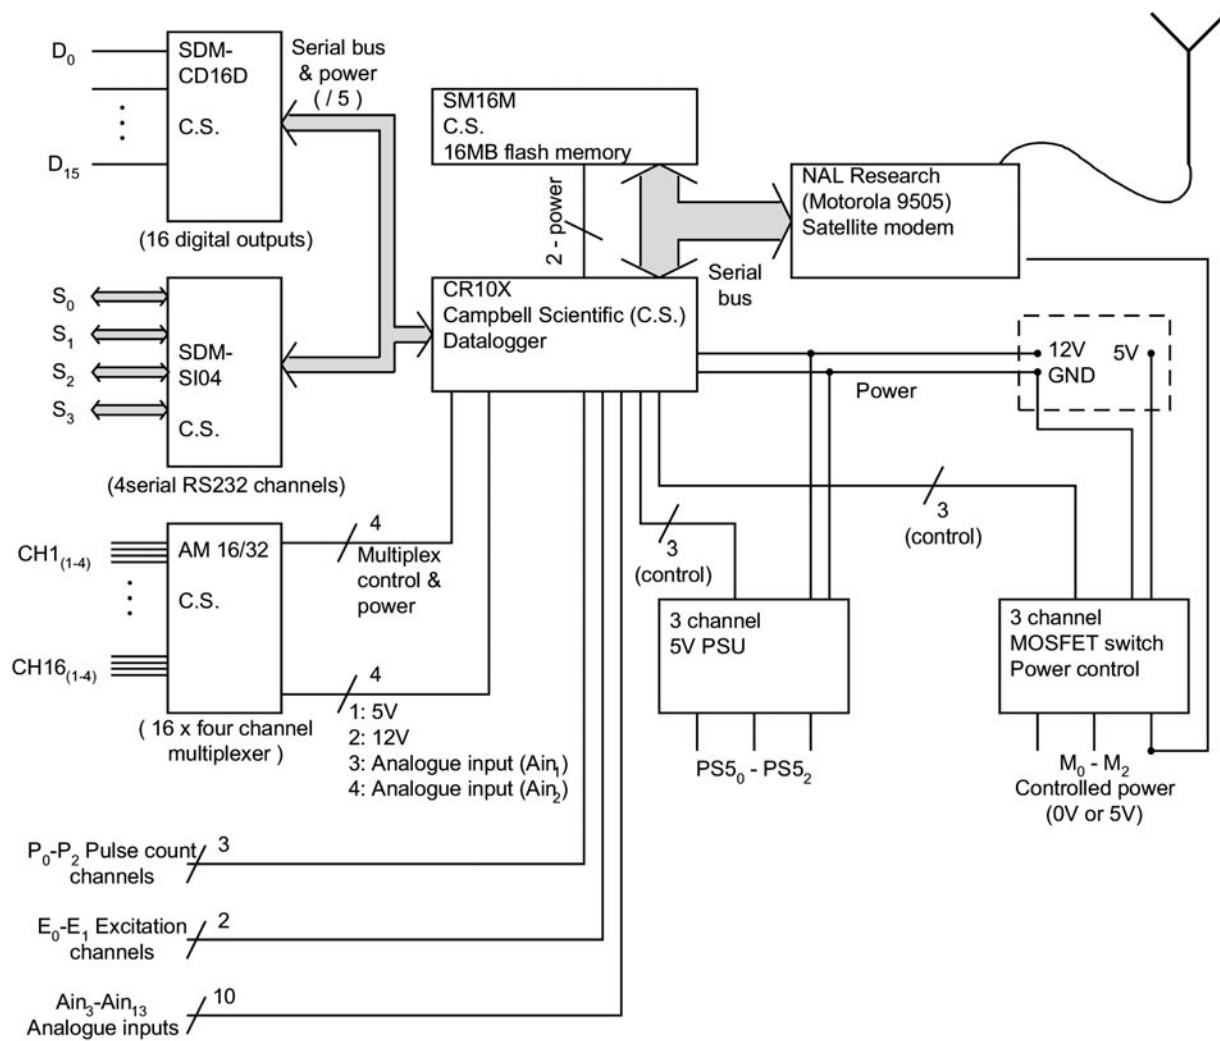 D0
D15
SDM-
CD16D
C.S.
(16 digital outputs)
Serial bus
& power
( / 5 )
SM16M
C.S.
16MB flash memory
2 - power
NAL Research
(Motorola 9505)
Satellite modem
Serial
bus
S0
S1
S2
S3
SDM-
SI04
C.S.
(4serial RS232 channels)
CR10X
Campbell Scientific (C.S.)
Datalogger
12V
5V
GND
Power
CH1(1-4)
CH16(1-4)
AM 16/32
C.S.
( 16 x four channel
multiplexer )
4
Multiplex
control &
power
4
1: 5V
2: 12V
3: Analogue input (Ain1)
4: Analogue input (Ain2)
3
(control)
3
(control)
3 channel
5V PSU
PS50 - PS52
3 channel
MOSFET switch
Power control
M0 - M2
Controlled power
(0V or 5V)
P0-P2 Pulse count
channels
3
E0-E1 Excitation
channels
2
Ain3-Ain13
Analogue inputs
10